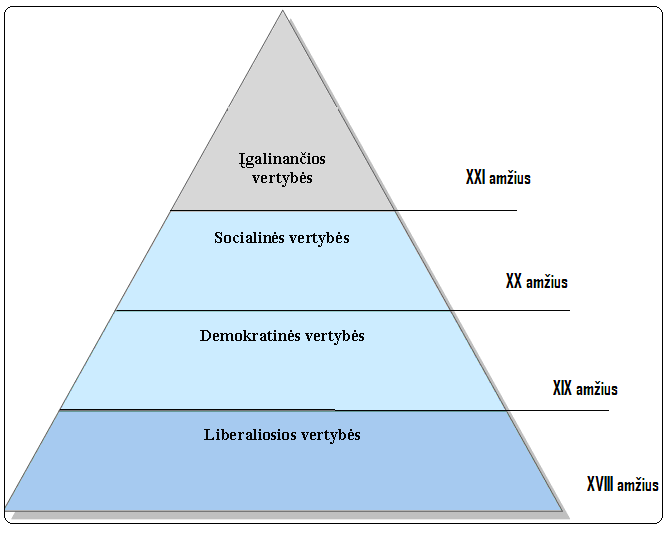 Įgalinančios
vertybės
XXI amžius
Socialinės vertybės
XX amžius
Demokratinės vertybės
XIX amžius
Liberaliosios vertybės
XVIII amžius